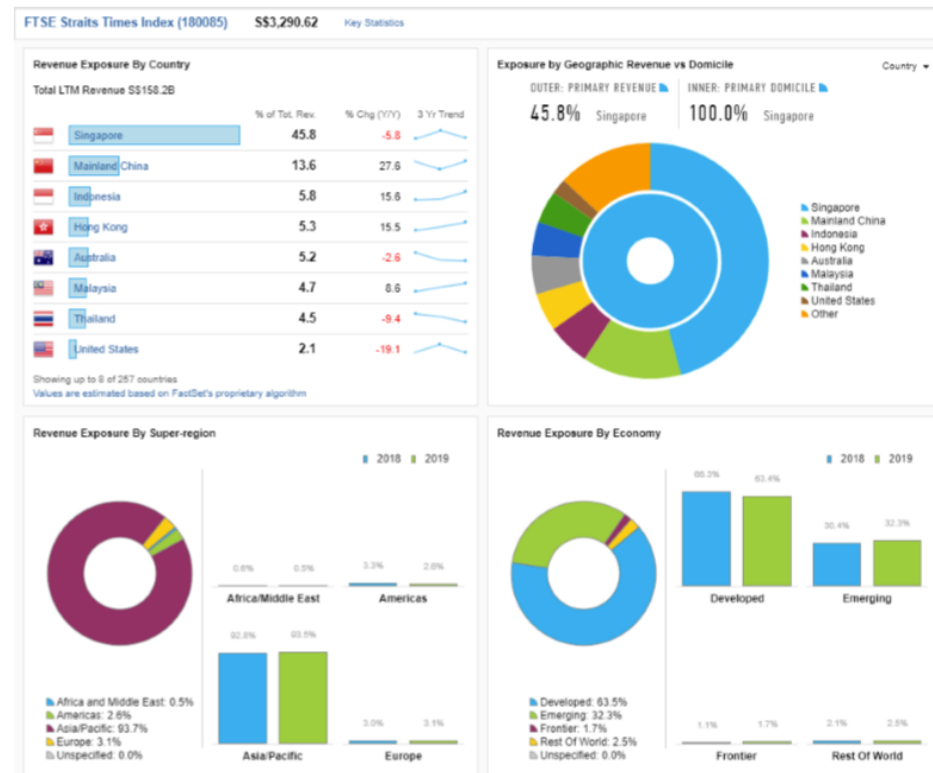 FTSE Straits Times Index (180085) S$3,290.62 Key Statistics
Revenue Exposure By Country
Total LTM Revenue S$158.2B
% of Tot. Rev. % Chg (Y/Y) 3 Yr Trend
Singapore 45.8 -5.8
Mainland China 13.6 27.6
Indonesia 5.8 15.6
Hong Kong 5.3 15.5
Australia 5.2 -2.6
Malaysia 4.7 8.6
Thailand 4.5 -9.4
United States 2.1 -19.1
Showing up to 8 of 257 countries
Values are estimated based on FactSet's proprietary algorithm
Exposure by Geographic Revenue vs Domicile
Country
OUTER: PRIMARY REVENUE INNER: PRIMARY DOMICILE
45.8% Singapore 100.0% Singapore
Singapore
Mainland China
Indonesia
Hong Kong
Australia
Malaysia
Thailand
United States
Other
Revenue Exposure By Super-region
2018 2019
0.6% 0.5% 3.3% 2.6%
Africa/Middle East Americas
92.8% 93.5% 3.0% 3.1%
Asia/Pacific Europe
Africa and Middle East: 0.5%
Americas: 2.6%
Asia/Pacific: 93.7%
Europe: 3.1%
Unspecified: 0.0%
Revenue Exposure By Economy
2018 2019
66.3% 63.4% 30.4% 32.3%
Developed Emerging
1.1% 1.7% 2.1% 2.5%
Frontier Rest Of World
Developed: 63.5%
Emerging: 32.3%
Frontier: 1.7%
Rest Of World: 2.5%
Unspecified: 0.0%